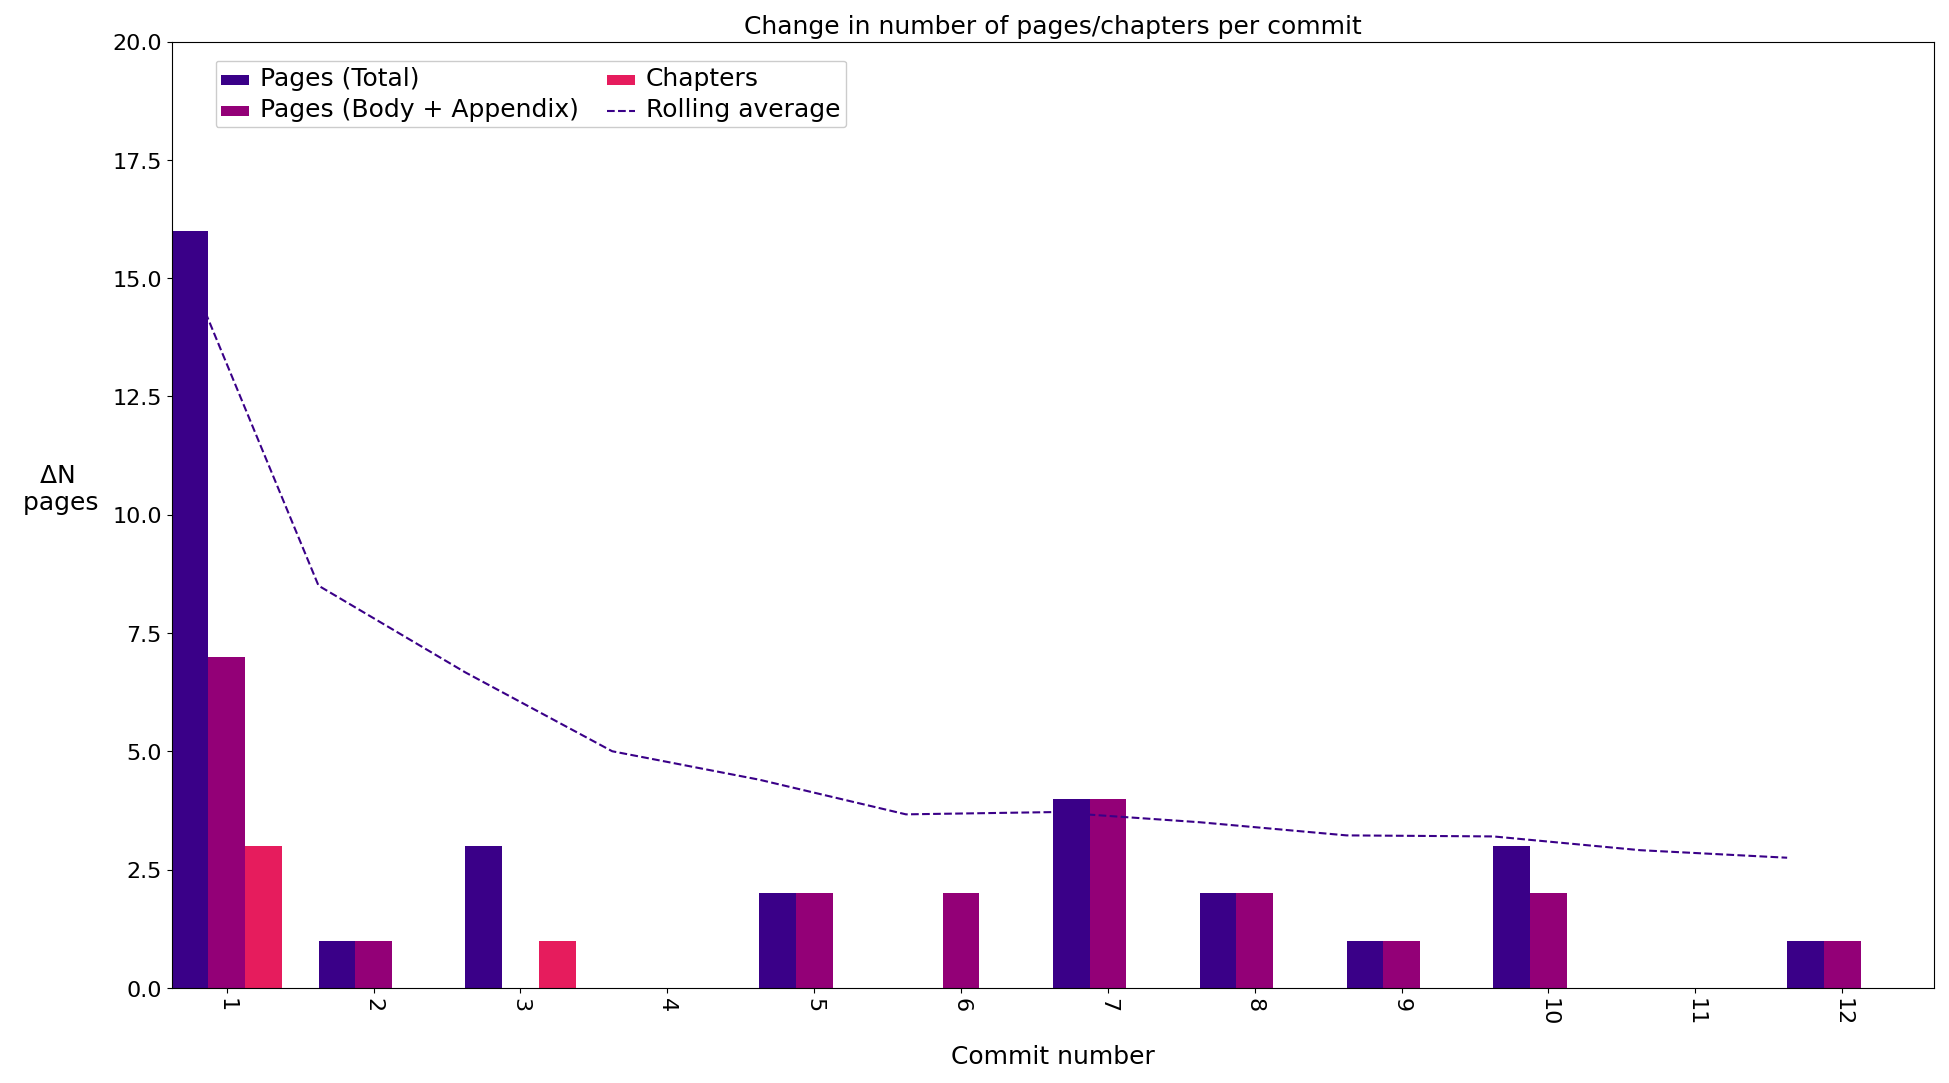 Change in number of pages/chapters per commit
Pages (Total)
Pages (Body + Appendix)
Chapters
Rolling average
20.0
17.5
15.0
12.5
10.0
7.5
5.0
2.5
0.0
ΔN
pages
1 2 3 4 5 6 7 8 9 10 11 12
Commit number